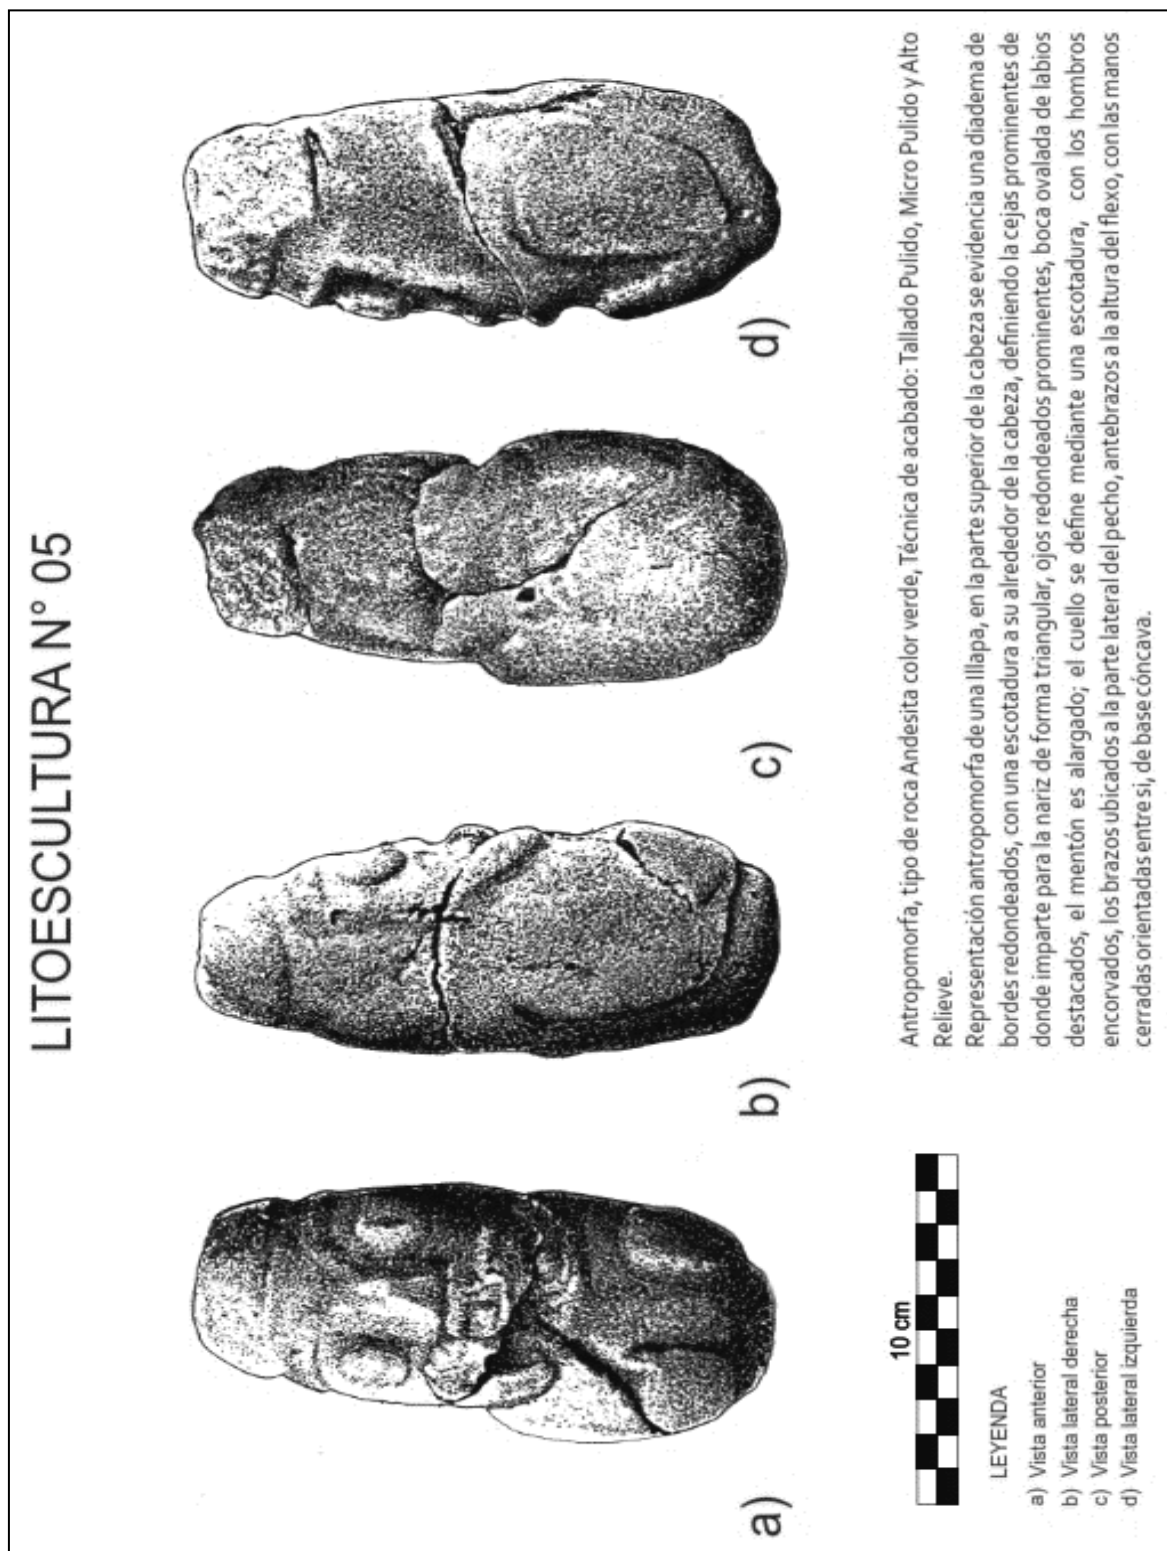 LITOESCULTURA N° 05
a)
b)
c)
d)
10 cm
LEYENDA
a) Vista anterior
b) Vista lateral derecha
c) Vista posterior
d) Vista lateral izquierda
Antropomorfa, tipo de roca Andesita color verde, Técnica de acabado: Tallado Pulido, Micro Pulido y Alto
Relieve.
Representación antropomorfa de una Illapa, en la parte superior de la cabeza se evidencia una diadema de
bordes redondeados, con una escotadura a su alrededor de la cabeza, definiendo la cejas prominentes de
donde imparte para la nariz de forma triangular, ojos redondeados prominentes, boca ovalada de labios
destacados, el mentón es alargado; el cuello se define mediante una escotadura, con los hombros
encorvados, los brazos ubicados a la parte lateral del pecho, antebrazos a la altura del flexo, con las manos
cerradas orientadas entre si, de base cóncava.